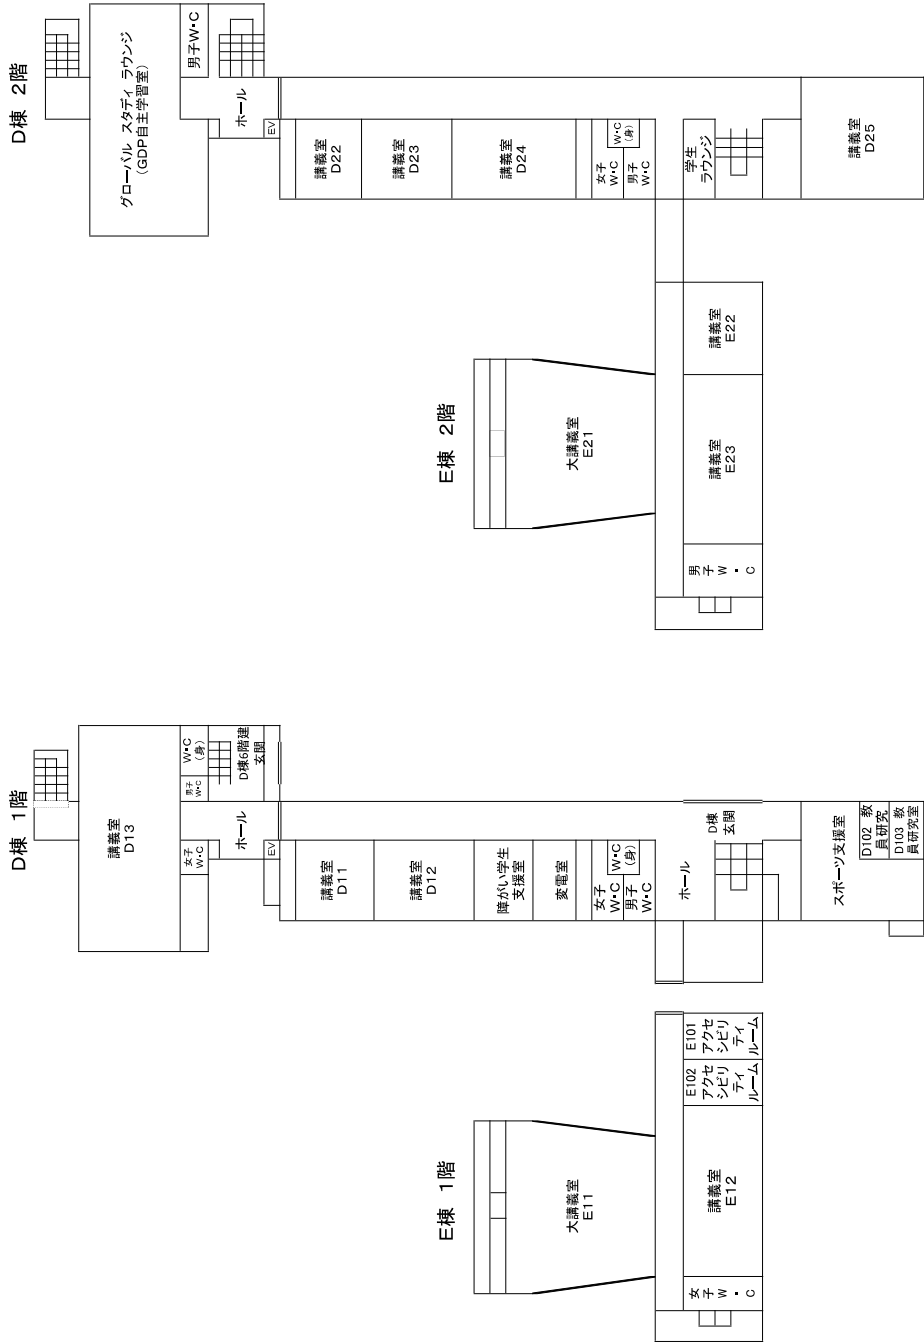 D棟 2階
グローバル スタディ ラウンジ
(GDP自主学習室)
男子W・C
ホール
EV
講義室
D22
講義室
D23
講義室
D24
女子
W・C
男子
W・C
W・C
(身)
学生
ラウンジ
講義室
D25
E棟 2階
大講義室
E21
講義室
E22
講義室
E23
男
子
W
・
C
D棟 1階
講義室
D13
W・C
(身)
男子
W・C
女子
W・C
D棟6階建
玄関
ホール
EV
講義室
D11
講義室
D12
障がい学生
支援室
変電室
女子
W・C
男子
W・C
W・C
(身)
ホール
D棟
玄関
スポーツ支援室
D102 教
員研究
D103 教
員研究室
E棟 1階
大講義室
E11
E101
アクセ
シビリ
ティ
ルーム
E102
アクセ
シビリ
ティ
ルーム
講義室
E12
女
子
W
・
C